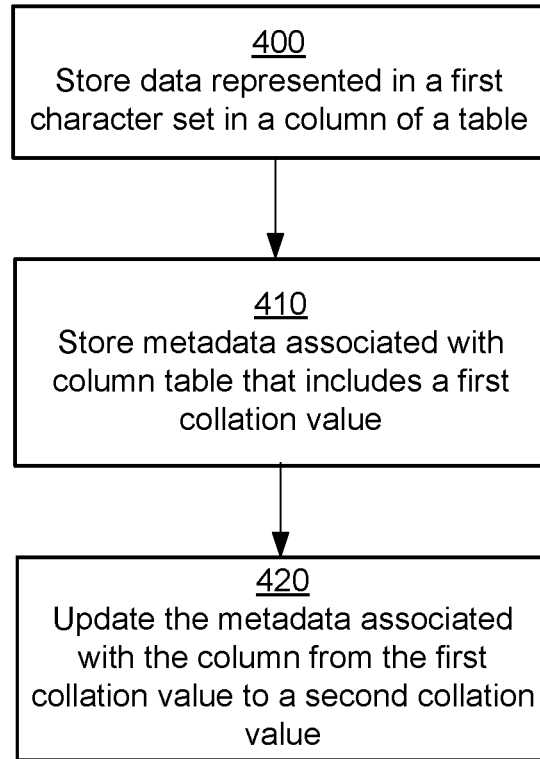 400
Store data represented in a first
character set in a column of a table
410
Store metadata associated with
column table that includes a first
collation value
420
Update the metadata associated
with the column from the first
collation value to a second collation
value